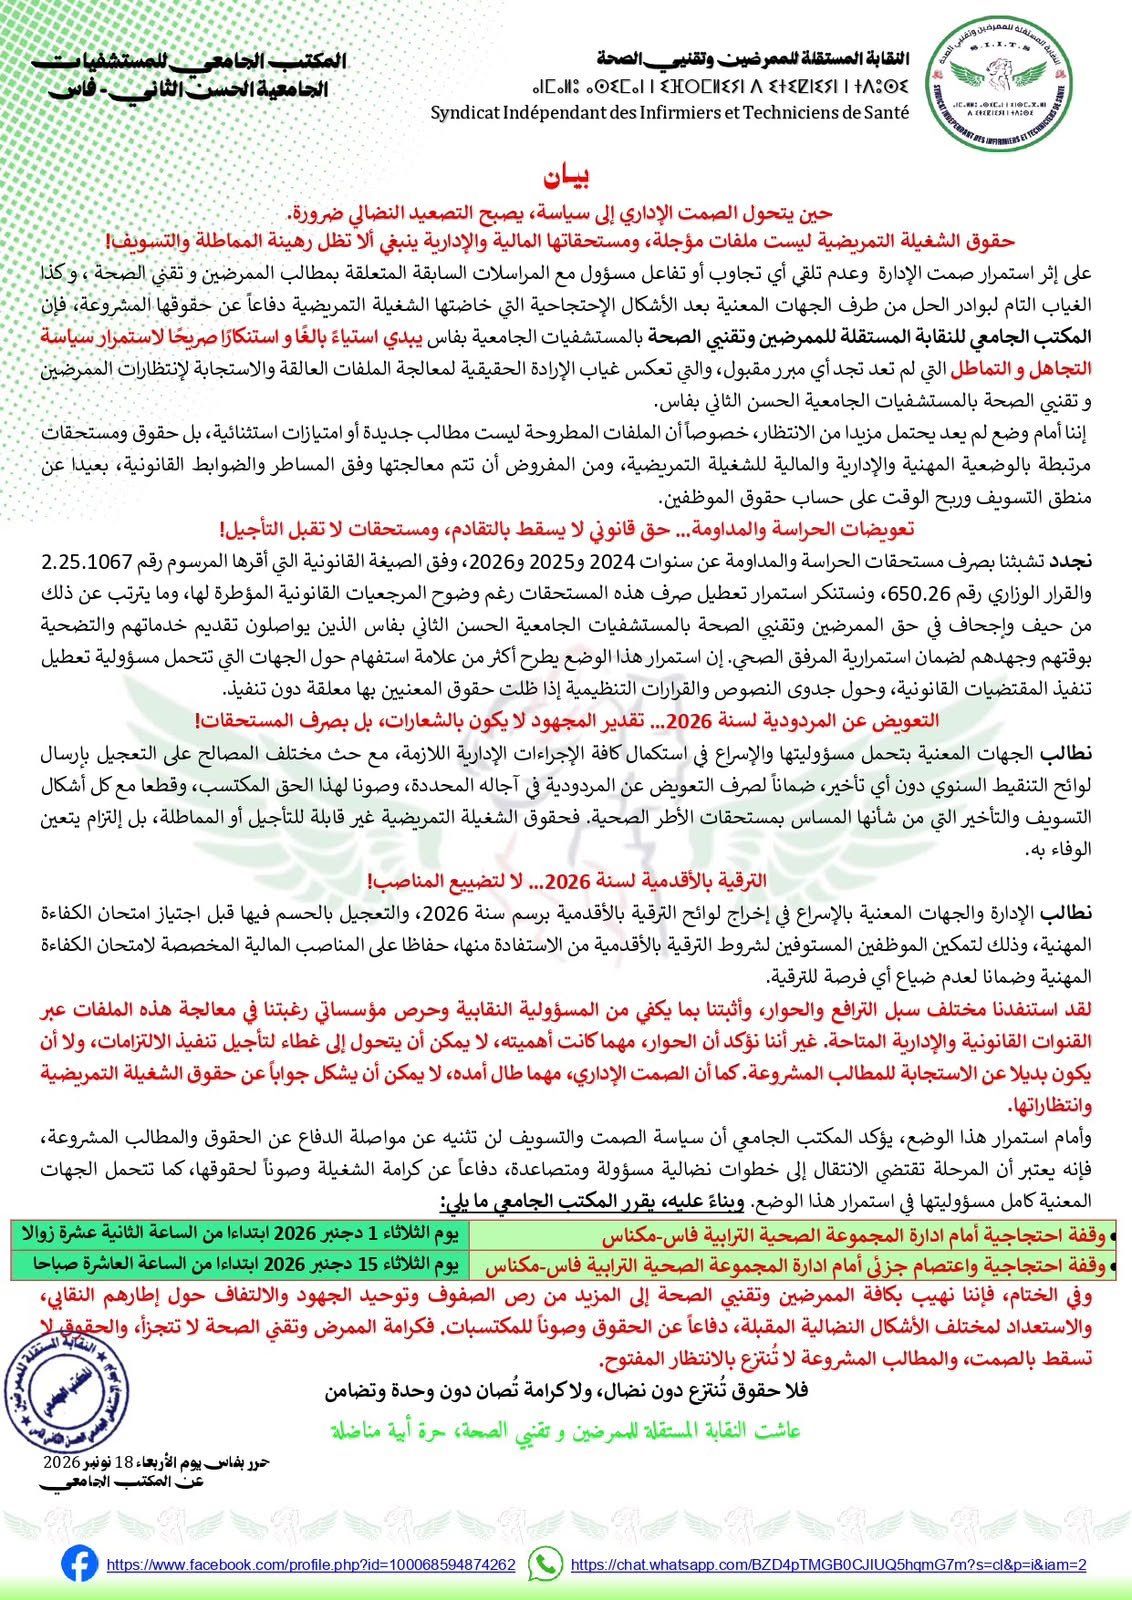 النقابة المستقلة للممرضين وتقنيي الصحة
Syndicat Indépendant des Infirmiers et Techniciens de Santé
المكتب الجامعي للمستشفيات
الجامعية الحسن الثاني - فاس
S.I.I.T.S
SYNDICAT INDÉPENDANT DES INFIRMIERS ET TECHNICIENS DE SANTÉ
بيان
حين يتحول الصمت الإداري إلى سياسة، يصبح التصعيد النضالي ضرورة.
حقوق الشغيلة التمريضية ليست ملفات مؤجلة، ومستحقاتها المالية والإدارية ينبغي ألا تظل رهينة المماطلة والتسويف!
على إثر استمرار صمت الإدارة وعدم تلقي أي تجاوب أو تفاعل مسؤول مع المراسلات السابقة المتعلقة بمطالب الممرضين و تقني الصحة ، و كذا
الغياب التام لبوادر الحل من طرف الجهات المعنية بعد الأشكال الإحتجاجية التي خاضتها الشغيلة التمريضية دفاعاً عن حقوقها المشروعة، فإن
المكتب الجامعي للنقابة المستقلة للممرضين وتقنيي الصحة بالمستشفيات الجامعية بفاس يبدي استياءً بالغًا و استنكارًا صريحًا لاستمرار سياسة
التجاهل و التماطل التي لم تعد تجد أي مبرر مقبول، والتي تعكس غياب الإرادة الحقيقية لمعالجة الملفات العالقة والاستجابة لإنتظارات الممرضين
و تقنيي الصحة بالمستشفيات الجامعية الحسن الثاني بفاس.
إننا أمام وضع لم يعد يحتمل مزيدا من الانتظار، خصوصاً أن الملفات المطروحة ليست مطالب جديدة أو امتيازات استثنائية، بل حقوق ومستحقات
مرتبطة بالوضعية المهنية والإدارية والمالية للشغيلة التمريضية، ومن المفروض أن تتم معالجتها وفق المساطر والضوابط القانونية، بعيدا عن
منطق التسويف وربح الوقت على حساب حقوق الموظفين.
تعويضات الحراسة والمداومة... حق قانوني لا يسقط بالتقادم، ومستحقات لا تقبل التأجيل!
نجدد تشبثنا بصرف مستحقات الحراسة والمداومة عن سنوات 2024 و2025 و2026، وفق الصيغة القانونية التي أقرها المرسوم رقم 2.25.1067
والقرار الوزاري رقم 650.26، ونستنكر استمرار تعطيل صرف هذه المستحقات رغم وضوح المرجعيات القانونية المؤطرة لها، وما يترتب عن ذلك
من حيف وإجحاف في حق الممرضين وتقنيي الصحة بالمستشفيات الجامعية الحسن الثاني بفاس الذين يواصلون تقديم خدماتهم والتضحية
بوقتهم وجهدهم لضمان استمرارية المرفق الصحي. إن استمرار هذا الوضع يطرح أكثر من علامة استفهام حول الجهات التي تتحمل مسؤولية تعطيل
تنفيذ المقتضيات القانونية، وحول جدوى النصوص والقرارات التنظيمية إذا ظلت حقوق المعنيين بها معلقة دون تنفيذ.
التعويض عن المردودية لسنة 2026... تقدير المجهود لا يكون بالشعارات، بل بصرف المستحقات!
نطالب الجهات المعنية بتحمل مسؤوليتها والإسراع في استكمال كافة الإجراءات الإدارية اللازمة، مع حث مختلف المصالح على التعجيل بإرسال
لوائح التنقيط السنوي دون أي تأخير، ضماناً لصرف التعويض عن المردودية في آجاله المحددة، وصونا لهذا الحق المكتسب، وقطعا مع كل أشكال
التسويف والتأخير التي من شأنها المساس بمستحقات الأطر الصحية. فحقوق الشغيلة التمريضية غير قابلة للتأجيل أو المماطلة، بل إلتزام يتعين
الوفاء به.
الترقية بالأقدمية لسنة 2026... لا لتضييع المناصب!
نطالب الإدارة والجهات المعنية بالإسراع في إخراج لوائح الترقية بالأقدمية برسم سنة 2026، والتعجيل بالحسم فيها قبل اجتياز امتحان الكفاءة
المهنية، وذلك لتمكين الموظفين المستوفين لشروط الترقية بالأقدمية من الاستفادة منها، حفاظا على المناصب المالية المخصصة لامتحان الكفاءة
المهنية وضمانا لعدم ضياع أي فرصة للترقية.
لقد استنفدنا مختلف سبل الترافع والحوار، وأثبتنا بما يكفي من المسؤولية النقابية وحرص مؤسساتي رغبتنا في معالجة هذه الملفات عبر
القنوات القانونية والإدارية المتاحة. غير أننا نؤكد أن الحوار، مهما كانت أهميته، لا يمكن أن يتحول إلى غطاء لتأجيل تنفيذ الالتزامات، ولا أن
يكون بديلا عن الاستجابة للمطالب المشروعة. كما أن الصمت الإداري، مهما طال أمده، لا يمكن أن يشكل جواباً عن حقوق الشغيلة التمريضية
وانتظاراتها.
وأمام استمرار هذا الوضع، يؤكد المكتب الجامعي أن سياسة الصمت والتسويف لن تثنيه عن مواصلة الدفاع عن الحقوق والمطالب المشروعة،
فإنه يعتبر أن المرحلة تقتضي الانتقال إلى خطوات نضالية مسؤولة ومتصاعدة، دفاعاً عن كرامة الشغيلة وصوناً لحقوقها، كما تتحمل الجهات
المعنية كامل مسؤوليتها في استمرار هذا الوضع. وبناءً عليه، يقرر المكتب الجامعي ما يلي:
• وقفة احتجاجية أمام ادارة المجموعة الصحية الترابية فاس-مكناس يوم الثلاثاء 1 دجنبر 2026 ابتداءا من الساعة الثانية عشرة زوالا
• وقفة احتجاجية واعتصام جزئي أمام ادارة المجموعة الصحية الترابية فاس-مكناس يوم الثلاثاء 15 دجنبر 2026 ابتداءا من الساعة العاشرة صباحا
وفي الختام، فإننا نهيب بكافة الممرضين وتقنيي الصحة إلى المزيد من رص الصفوف وتوحيد الجهود والالتفاف حول إطارهم النقابي،
والاستعداد لمختلف الأشكال النضالية المقبلة، دفاعاً عن الحقوق وصوناً للمكتسبات. فكرامة الممرض وتقني الصحة لا تتجزأ، والحقوق لا
تسقط بالصمت، والمطالب المشروعة لا تُنتزع بالانتظار المفتوح.
فلا حقوق تُنتزع دون نضال، ولا كرامة تُصان دون وحدة وتضامن
عاشت النقابة المستقلة للممرضين و تقنيي الصحة، حرة أبية مناضلة
حرر بفاس يوم الأربعاء 18 نونبر 2026
عن المكتب الجامعي
المكتب الجامعي
https://www.facebook.com/profile.php?id=100068594874262
https://chat.whatsapp.com/BZD4pTMGB0CJIUQ5hqmG7m?s=cl&p=i&iam=2